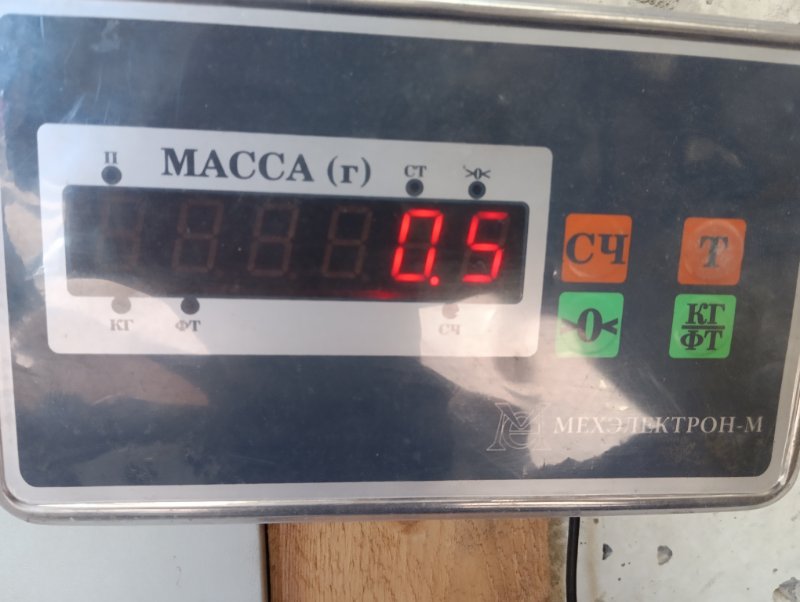 П МАССА (г) СТ >0<
0.5
КГ ФТ СЧ
СЧ Т
>0< КГ/ФТ
МЕХЭЛЕКТРОН-М